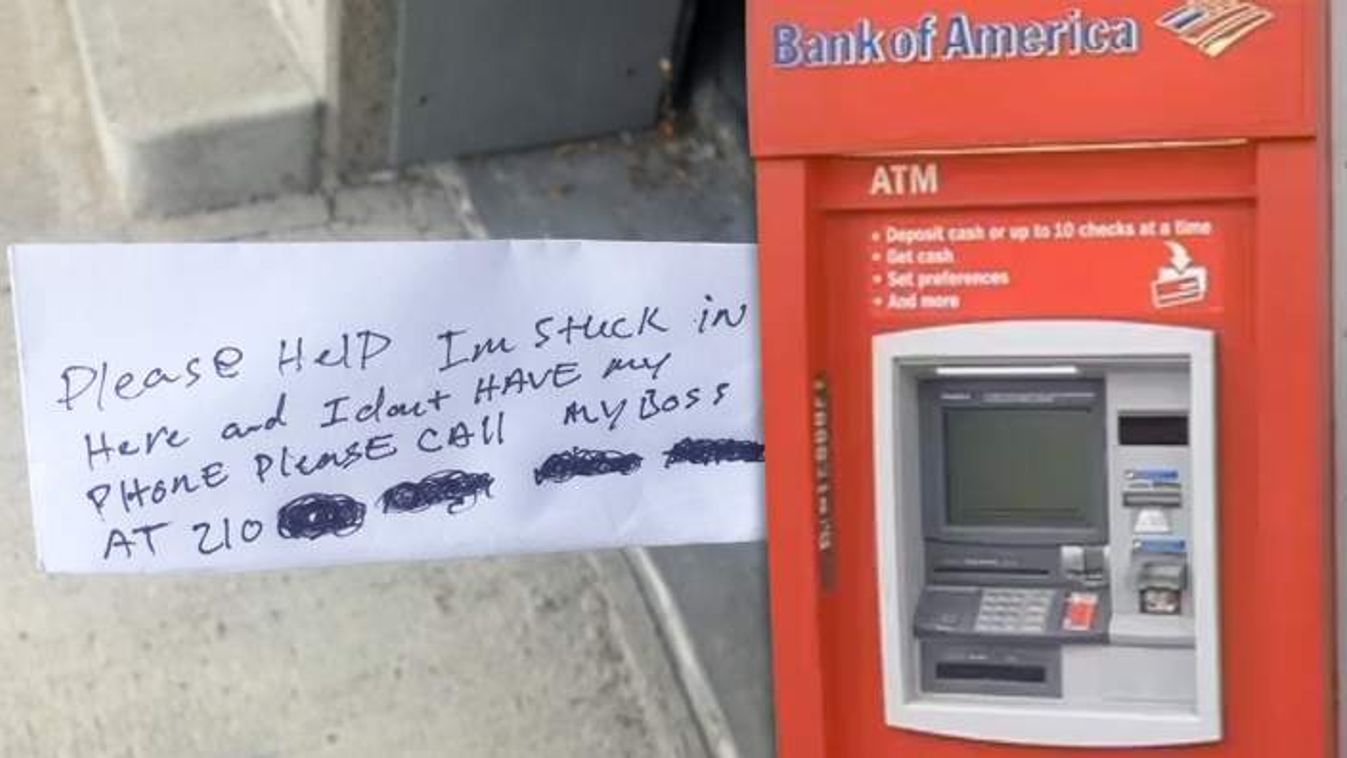 Please Help Im stuck in
Here and I dont HAVE my
PHONE Please CALL MY BOSS
AT 210
Bank of America
ATM
• Deposit cash or up to 10 checks at a time
• Get cash
• Set preferences
• And more